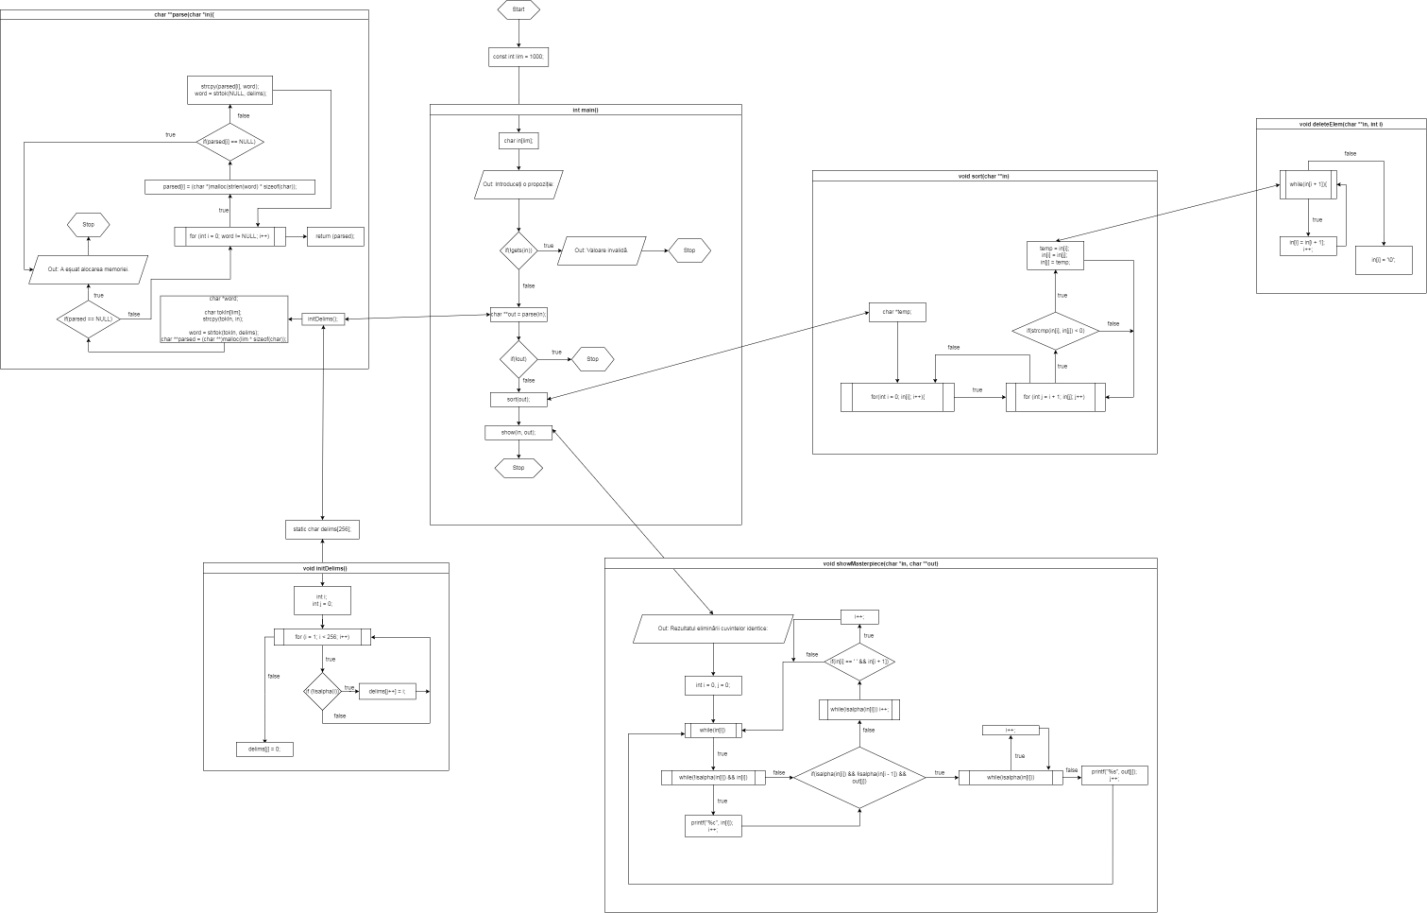 char **parse(char *in){
strcpy(parsed[i], word);
word = strtok(NULL, delims);
false
true
if(parsed[i] == NULL)
parsed[i] = (char *)malloc(strlen(word) * sizeof(char));
true
Stop
for (int i = 0; word != NULL; i++)
return (parsed);
Out: A eșuat alocarea memoriei
true
if(parsed == NULL)
false
char *word;
char tokIn[lim];
strcpy(tokIn, in);
word = strtok(tokIn, delims);
char **parsed = (char **)malloc(lim * sizeof(char));
initDelims();
Start
const int lim = 1000;
int main()
char in[lim]
Out: Introduceți o propoziție:
if(!gets(in))
true
Out: Valoare invalidă
Stop
false
char **out = parse(in);
if(!out)
true
Stop
false
sort(out);
show(in, out);
Stop
void sort(char **in)
temp = in[i];
in[i] = in[j];
in[j] = temp;
true
char *temp;
if(strcmp(in[i], in[j]) < 0)
false
false
true
for(int i = 0; in[i]; i++){
true
for (int j = i + 1; in[j]; j++)
void deleteElem(char **in, int i)
false
while(in[i + 1]){
true
in[i] = in[i + 1];
i++;
in[i] = '\0';
static char delims[256]
void initDelims()
int i;
int j = 0;
for (i = 1; i < 256; i++)
true
false
if (!isalpha(i))
true
delims[j++] = i;
false
delims[j] = 0;
void showMasterpiece(char *in, char **out)
Out: Rezultatul eliminării cuvintelor identice:
i++;
true
false
if(in[i] == ' ' && in[i + 1])
int i = 0, j = 0;
while(isalpha(in[i])) i++;
while(in[i])
false
i++;
true
true
while(!isalpha(in[i]) && in[i])
false
if(isalpha(in[i]) && !isalpha(in[i - 1]) &&
out[j])
true
while(isalpha(in[i]))
false
printf("%s", out[j]);
j++;
true
printf("%c", in[i]);
i++;